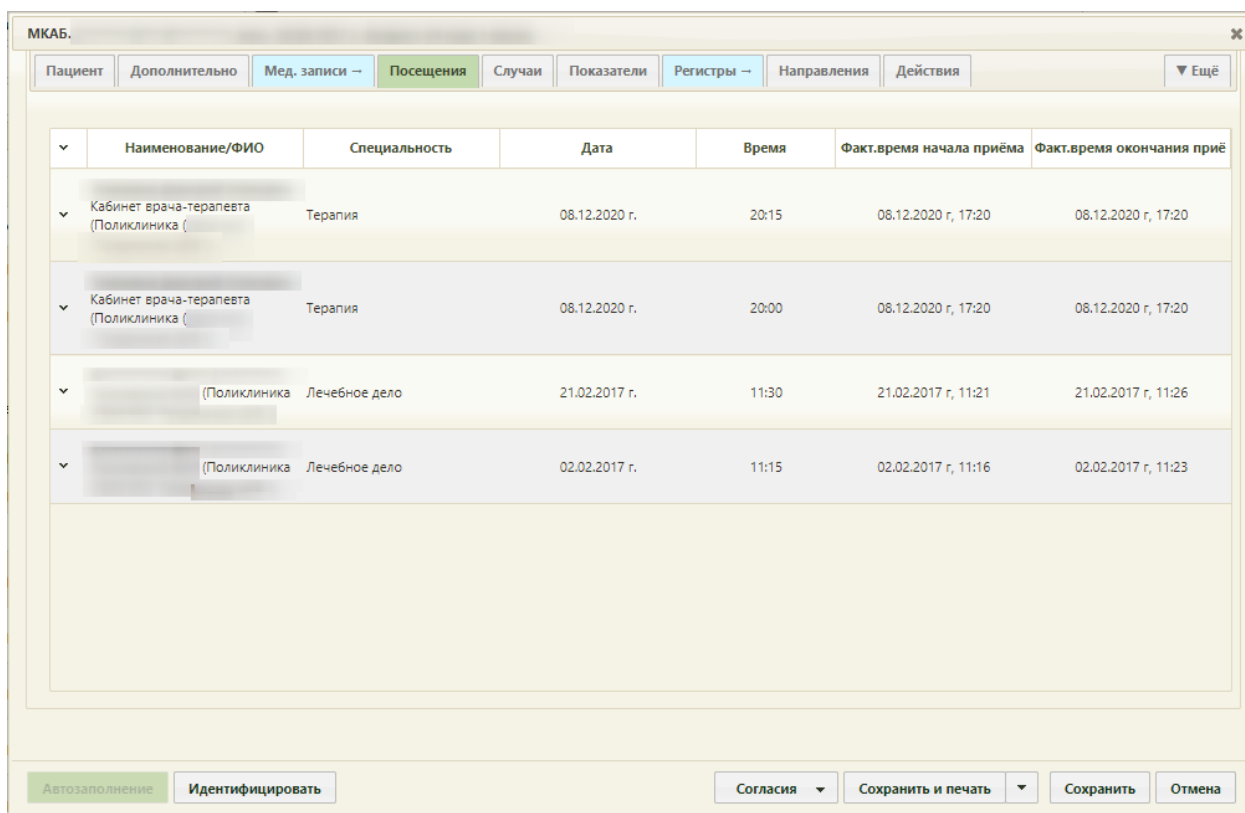 МКАБ.
Пациент Дополнительно Мед. записи → Посещения Случаи Показатели Регистры → Направления Действия ▼ Ещё
Наименование/ФИО Специальность Дата Время Факт.время начала приёма Факт.время окончания приё
Кабинет врача-терапевта
(Поликлиника ( Терапия 08.12.2020 г. 20:15 08.12.2020 г, 17:20 08.12.2020 г, 17:20
Кабинет врача-терапевта
(Поликлиника ( Терапия 08.12.2020 г. 20:00 08.12.2020 г, 17:20 08.12.2020 г, 17:20
(Поликлиника Лечебное дело 21.02.2017 г. 11:30 21.02.2017 г, 11:21 21.02.2017 г, 11:26
(Поликлиника Лечебное дело 02.02.2017 г. 11:15 02.02.2017 г, 11:16 02.02.2017 г, 11:23
Автозаполнение Идентифицировать Согласия Сохранить и печать Сохранить Отмена